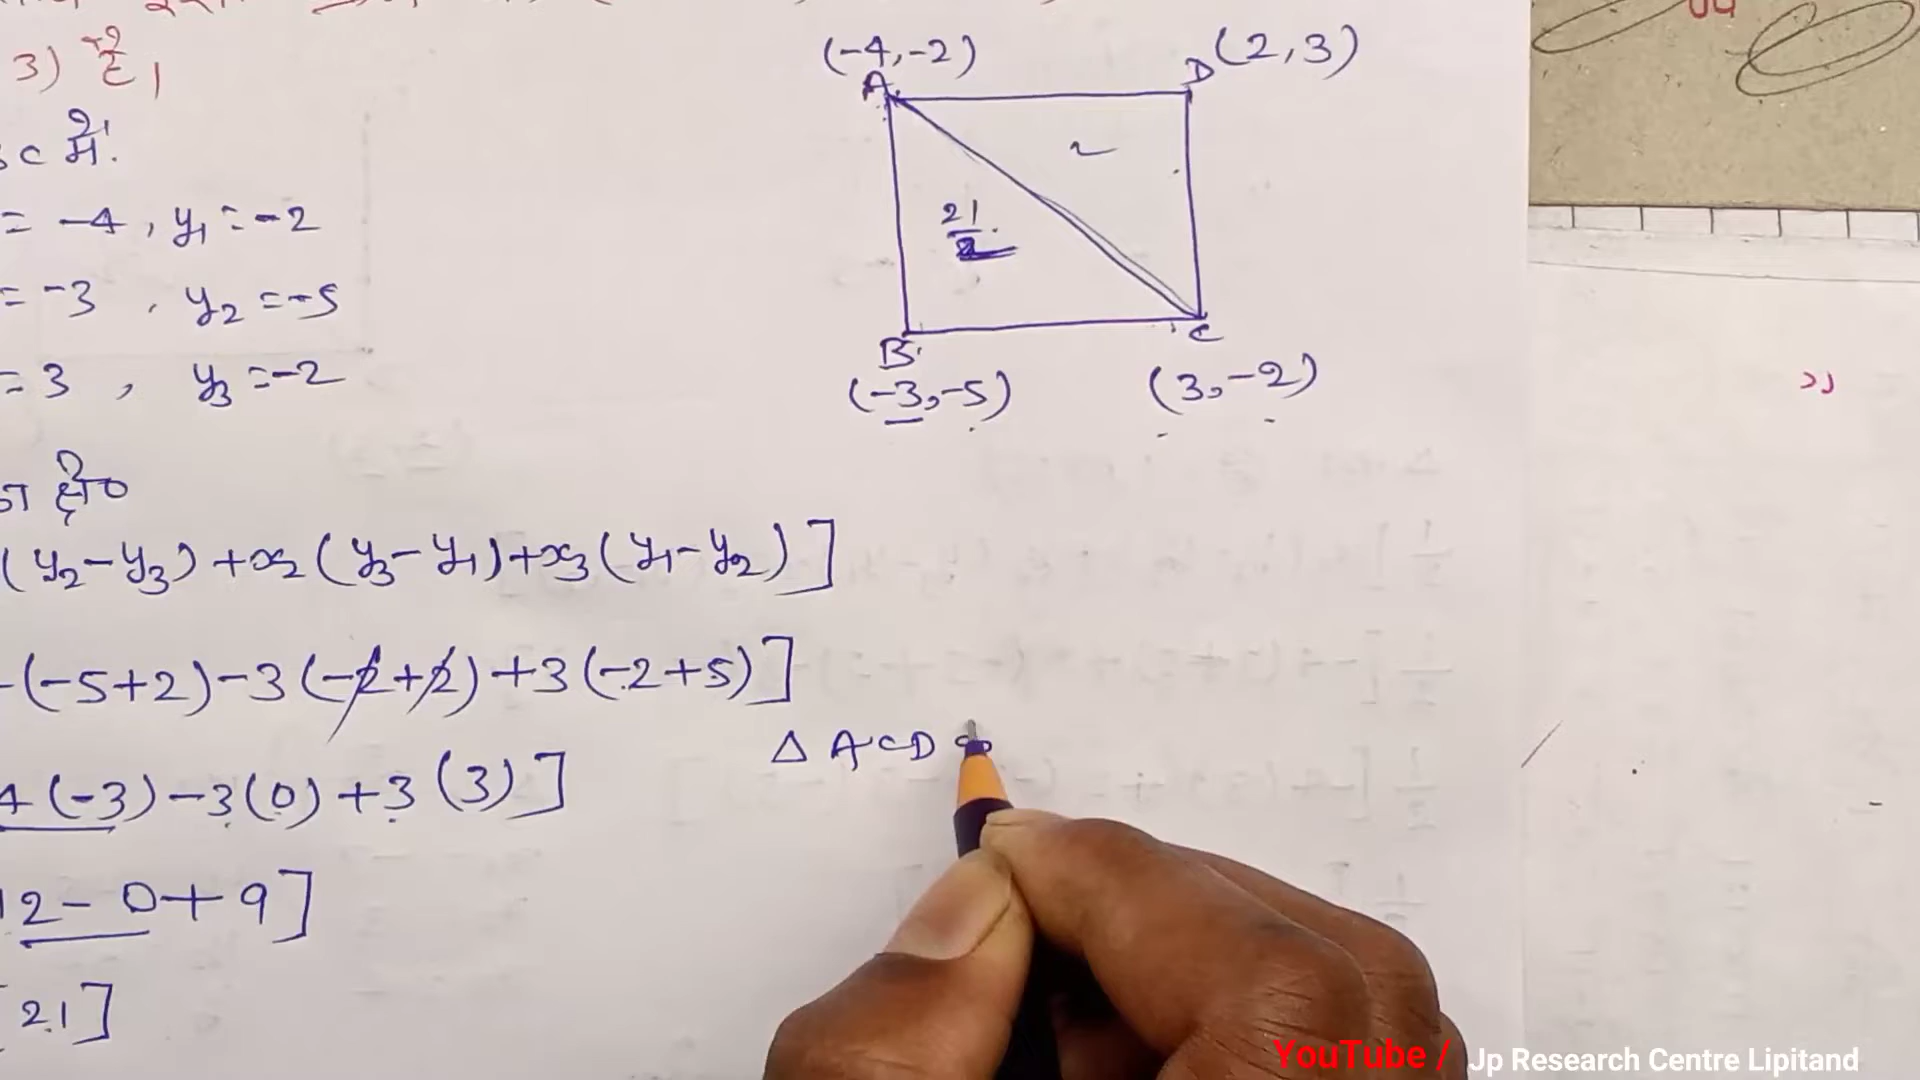 (-4,-2)
A
D (2,3)
3) है।
में.
= -4 , y₁ = -2
21/2
= -3 , y₂ = -5
B
C
= 3 , y₃ = -2
(-3,-5)
(3,-2)
क्षे०
(y₂-y₃) +x₂ (y₃-y₁)+x₃ (y₁-y₂) ]
(-5+2)-3(-2+2)+3(-2+5)]
Δ ACD
4(-3)-3(0)+3(3)]
12-0+9]
[21]
YouTube / Jp Research Centre Lipitand